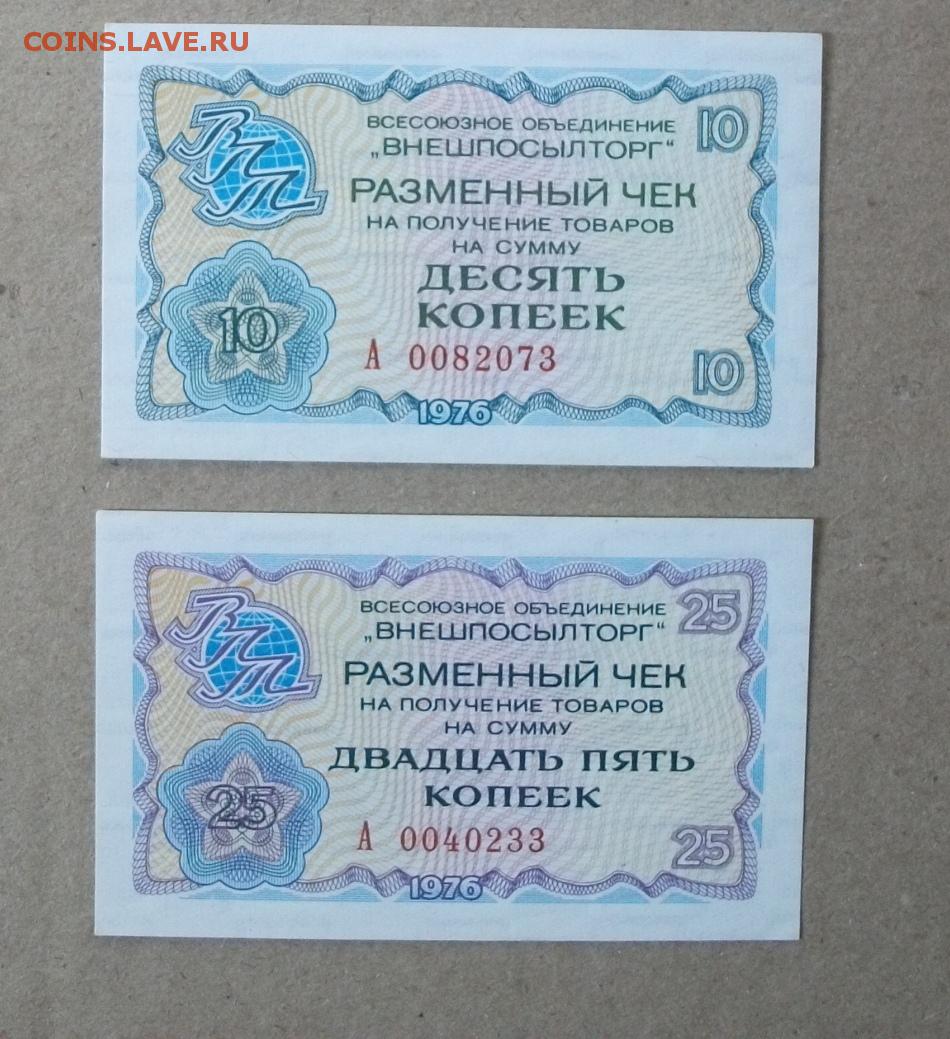 COINS.LAVE.RU
ВПТ
ВСЕСОЮЗНОЕ ОБЪЕДИНЕНИЕ
„ВНЕШПОСЫЛТОРГ“
10
РАЗМЕННЫЙ ЧЕК
НА ПОЛУЧЕНИЕ ТОВАРОВ
НА СУММУ
ДЕСЯТЬ
КОПЕЕК
10
А 0082073
10
1976
ВПТ
ВСЕСОЮЗНОЕ ОБЪЕДИНЕНИЕ
„ВНЕШПОСЫЛТОРГ“
25
РАЗМЕННЫЙ ЧЕК
НА ПОЛУЧЕНИЕ ТОВАРОВ
НА СУММУ
ДВАДЦАТЬ ПЯТЬ
КОПЕЕК
25
А 0040233
25
1976